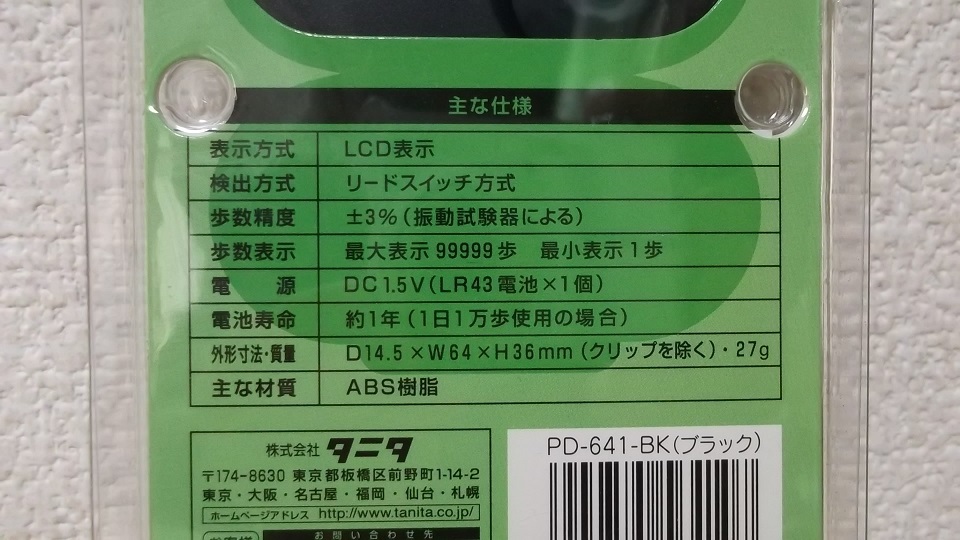 主な仕様
表示方式 LCD表示
検出方式 リードスイッチ方式
歩数精度 ±3%(振動試験器による)
歩数表示 最大表示 99999歩 最小表示1歩
電源 DC1.5V(LR43電池×1個)
電池寿命 約1年(1日1万歩使用の場合)
外形寸法・質量 D14.5×W64×H36mm(クリップを除く)・27g
主な材質 ABS樹脂
株式会社タニタ
〒174-8630 東京都板橋区前野町1-14-2
東京・大阪・名古屋・福岡・仙台・札幌
ホームページアドレス http://www.tanita.co.jp/
お問い合わせ先
PD-641-BK(ブラック)